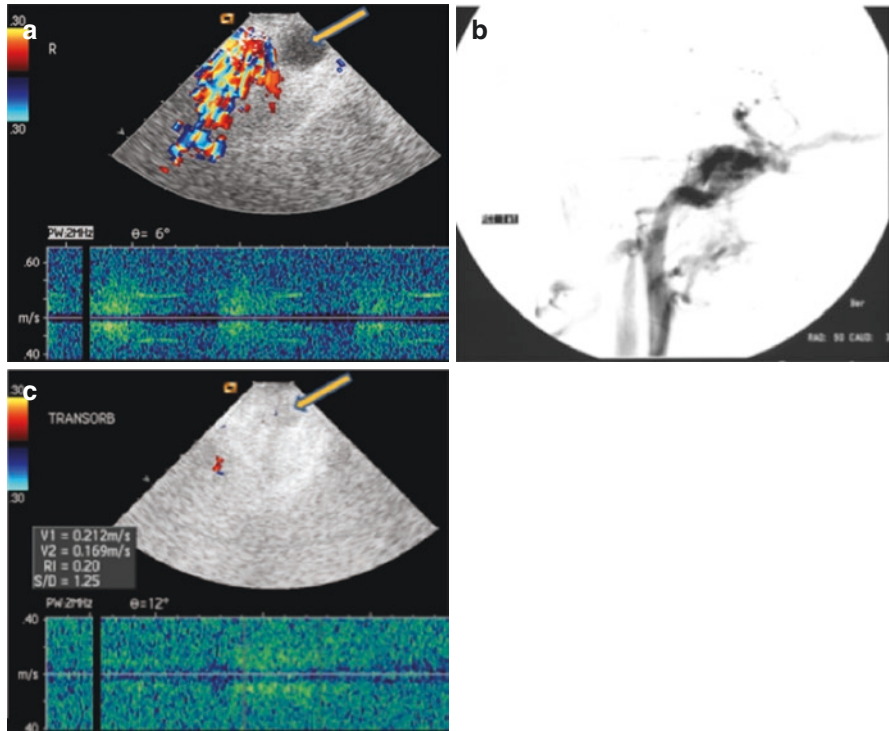 a
.30
.30
R
PW:2MHz
θ= 6°
.60
m/s
.40
b
RAD: 90 CAUD:
c
.30
.30
TRANSORB
V1 = 0.212m/s
V2 = 0.169m/s
RI = 0.20
S/D = 1.25
PW:2MHz
θ=12°
.40
m/s
.40